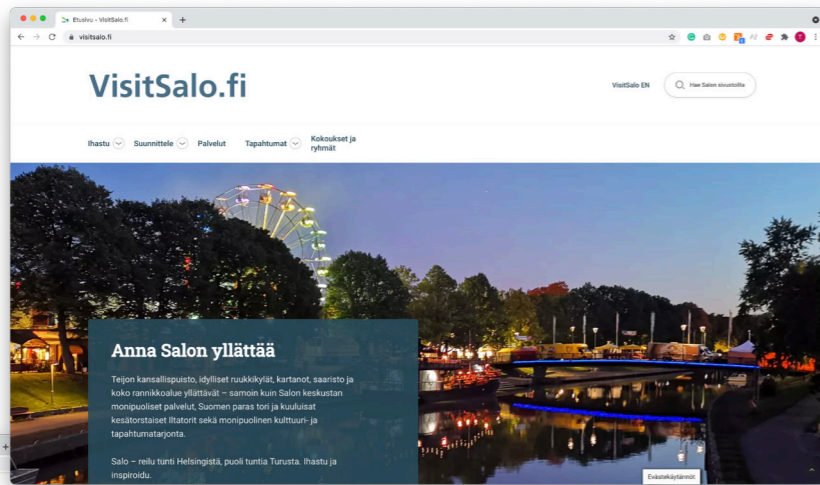 Etusivu - VisitSalo.fi
visitsalo.fi
VisitSalo.fi
VisitSalo EN
Hae Salon sivustoilta
Ihastu
Suunnittele
Palvelut
Tapahtumat
Kokoukset ja
ryhmät
Anna Salon yllättää
Teijon kansallispuisto, idylliset ruukkikylät, kartanot, saaristo ja
koko rannikkoalue yllättävät – samoin kuin Salon keskustan
monipuoliset palvelut, Suomen paras tori ja kuuluisat
kesätorstaiset Iltatorit sekä monipuolinen kulttuuri- ja
tapahtumatarjonta.
Salo – reilu tunti Helsingistä, puoli tuntia Turusta. Ihastu ja
inspiroidu.
Evästekäytännöt